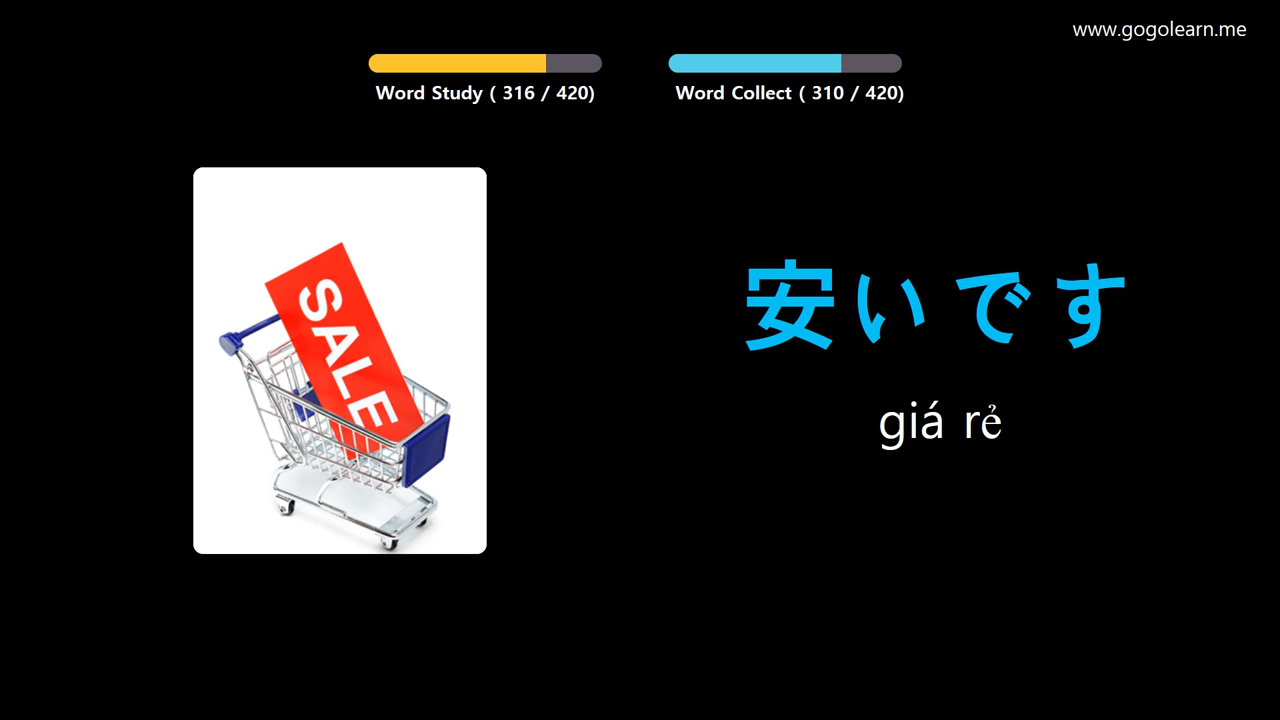 www.gogolearn.me
Word Study ( 316 / 420)
Word Collect ( 310 / 420)
SALE
安いです
giá rẻ